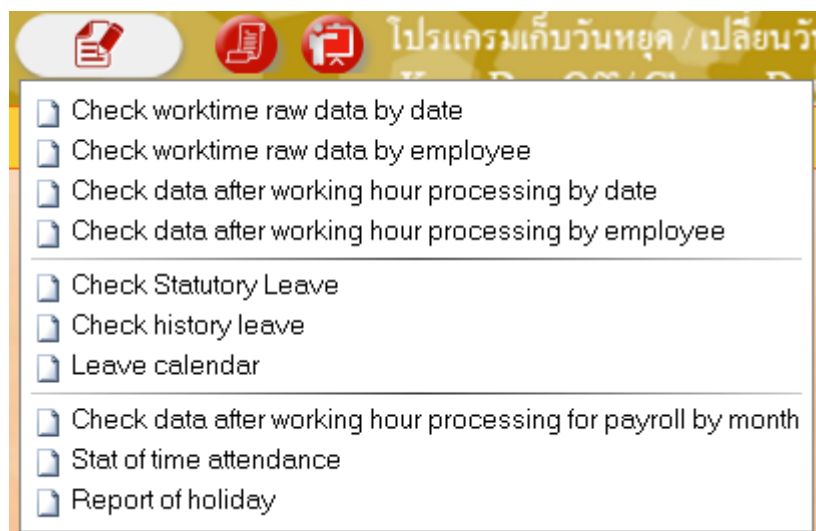 โปรแกรมเก็บวันหยุด / เปลี่ยนวัน
Check worktime raw data by date
Check worktime raw data by employee
Check data after working hour processing by date
Check data after working hour processing by employee
Check Statutory Leave
Check history leave
Leave calendar
Check data after working hour processing for payroll by month
Stat of time attendance
Report of holiday